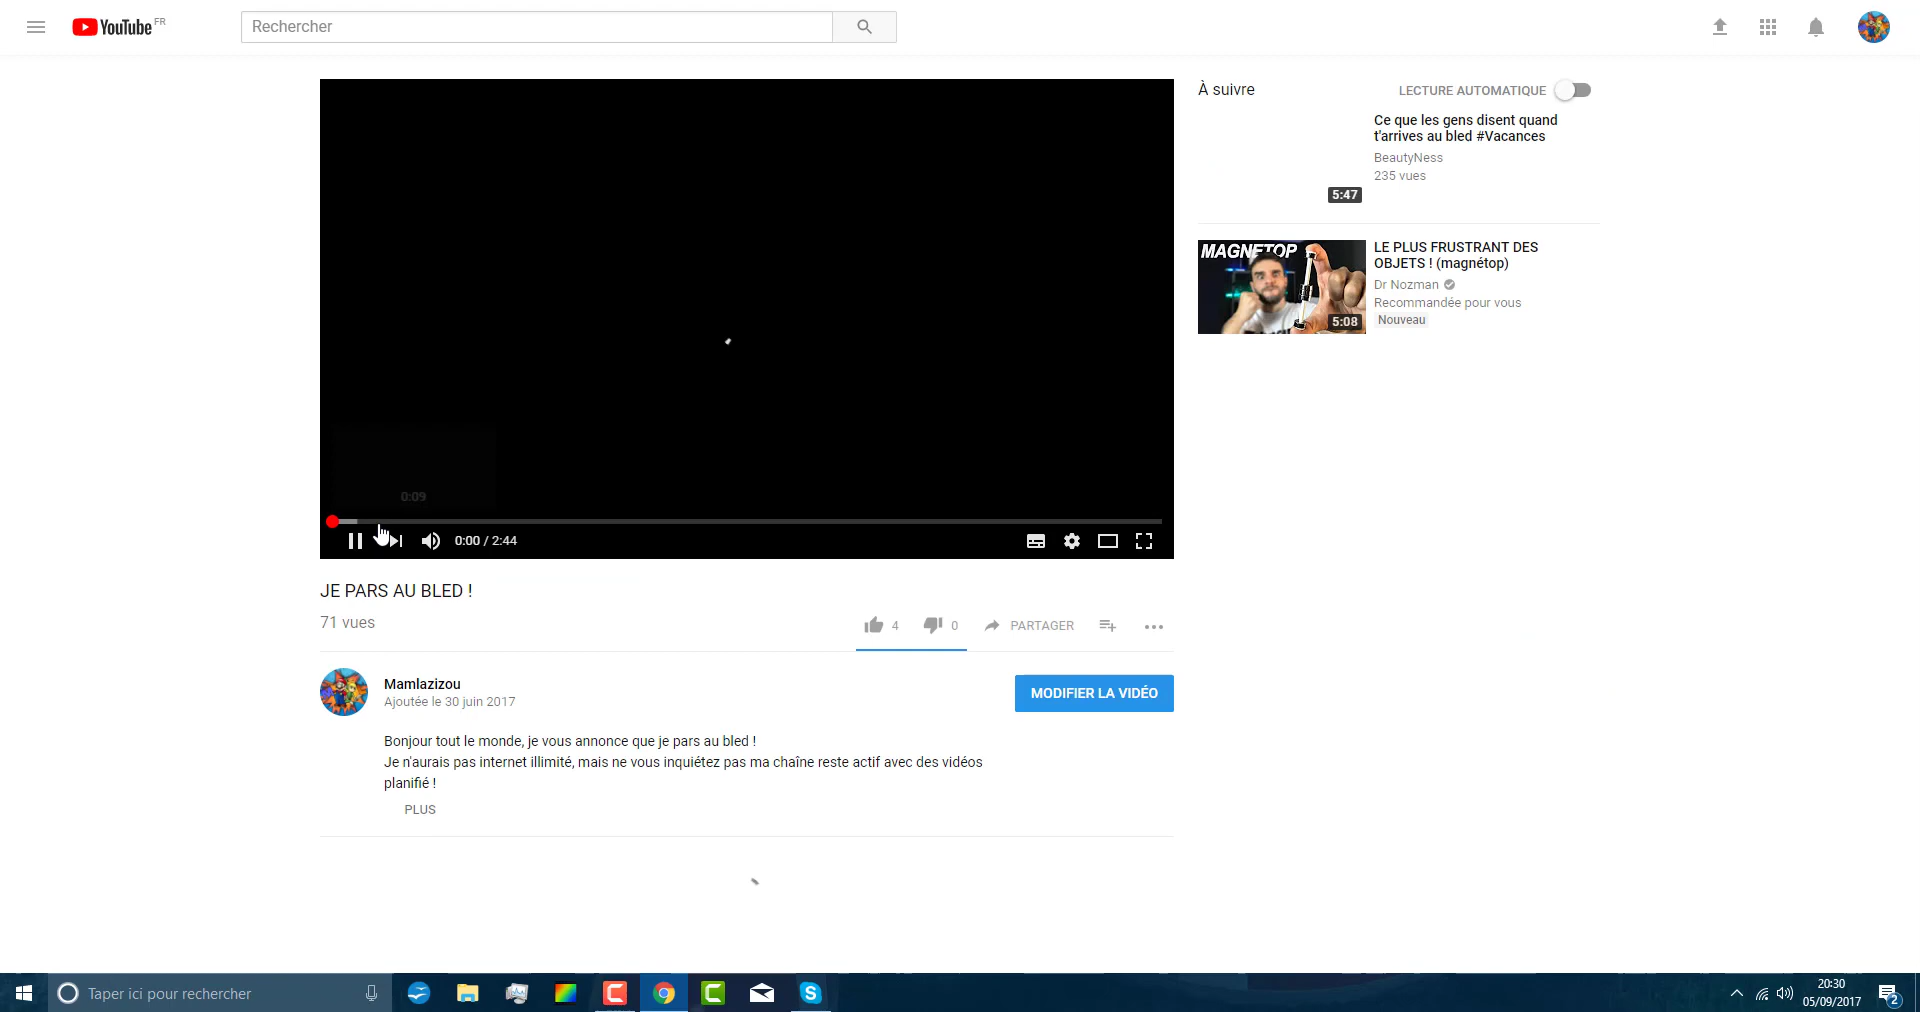 YouTube FR
Rechercher
À suivre
LECTURE AUTOMATIQUE
Ce que les gens disent quand
t'arrives au bled #Vacances
BeautyNess
235 vues
5:47
MAGNETOP
5:08
LE PLUS FRUSTRANT DES
OBJETS ! (magnétop)
Dr Nozman
Recommandée pour vous
Nouveau
0:09
0:00 / 2:44
JE PARS AU BLED !
71 vues
4
0
PARTAGER
Mamlazizou
Ajoutée le 30 juin 2017
MODIFIER LA VIDÉO
Bonjour tout le monde, je vous annonce que je pars au bled !
Je n'aurais pas internet illimité, mais ne vous inquiétez pas ma chaîne reste actif avec des vidéos
planifié !
PLUS
Taper ici pour rechercher
20:30
05/09/2017
2